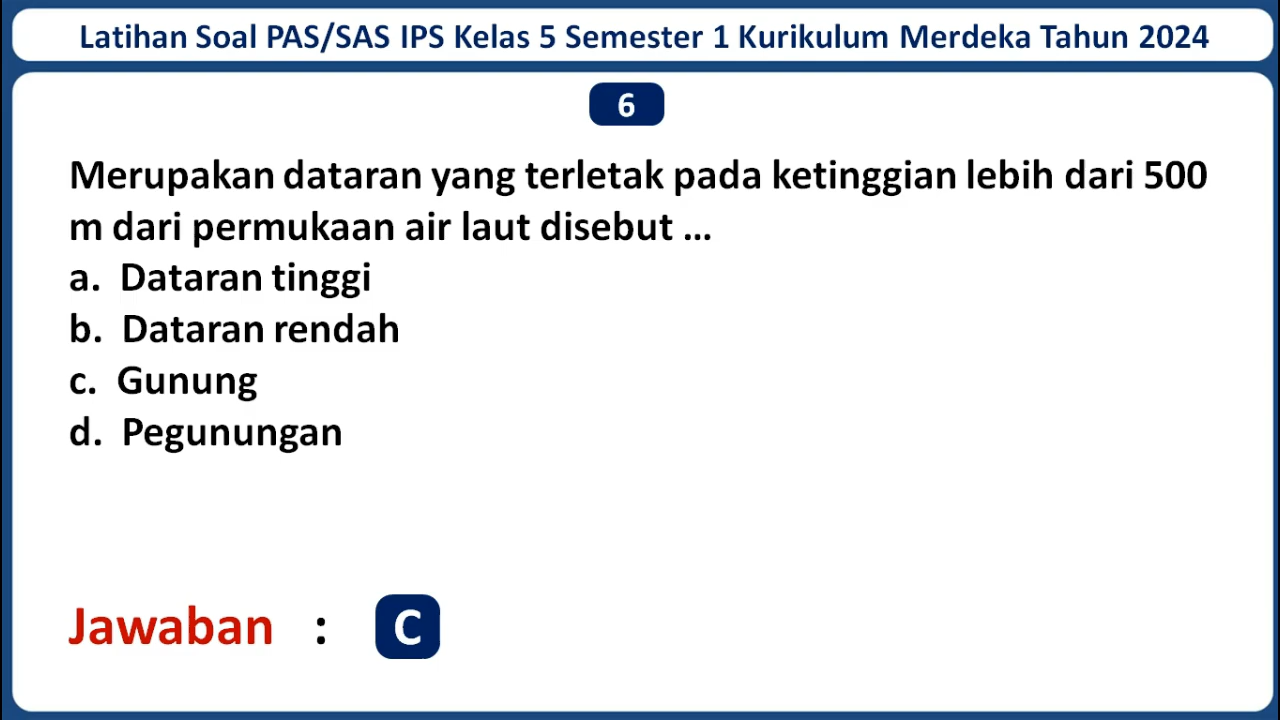 Latihan Soal PAS/SAS IPS Kelas 5 Semester 1 Kurikulum Merdeka Tahun 2024
6
Merupakan dataran yang terletak pada ketinggian lebih dari 500
m dari permukaan air laut disebut ...
a. Dataran tinggi
b. Dataran rendah
c. Gunung
d. Pegunungan
Jawaban : C